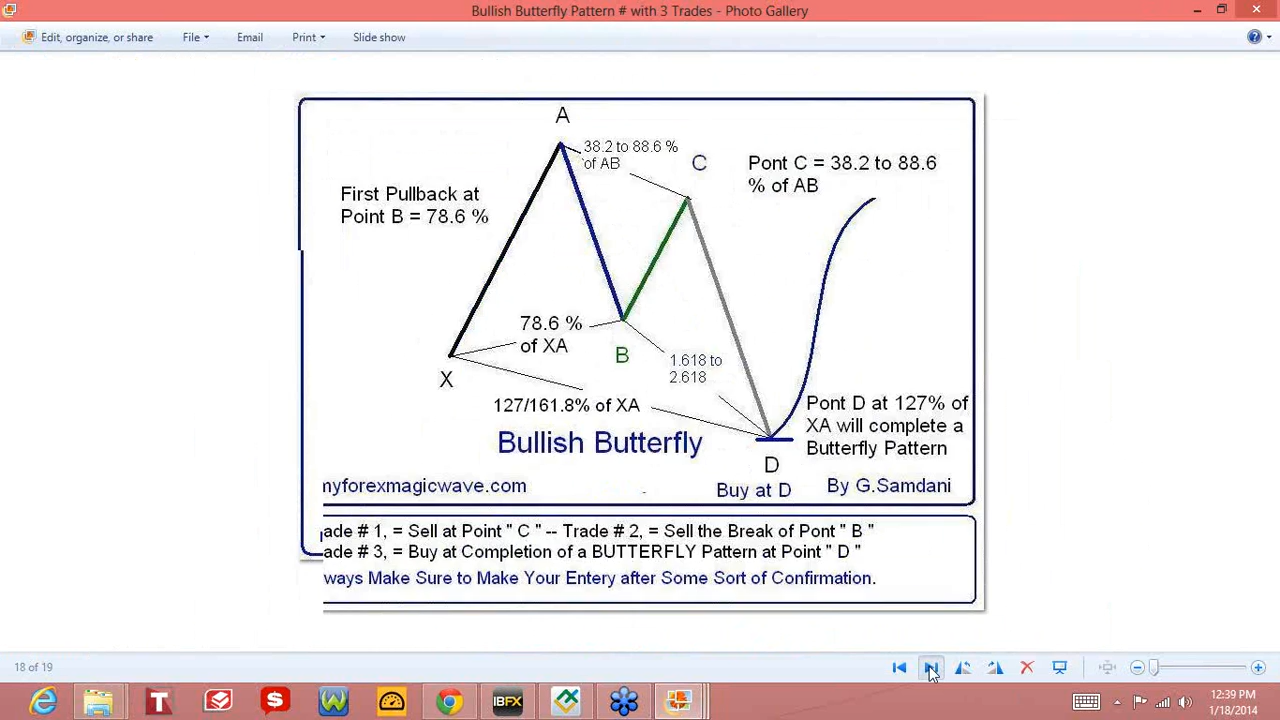 Bullish Butterfly Pattern # with 3 Trades - Photo Gallery
Edit, organize, or share
File
Email
Print
Slide show
A
38.2 to 88.6 %
of AB
C
Pont C = 38.2 to 88.6
% of AB
First Pullback at
Point B = 78.6 %
78.6 %
of XA
B
1.618 to
2.618
X
127/161.8% of XA
Pont D at 127% of
XA will complete a
Butterfly Pattern
Bullish Butterfly
D
Buy at D
By G.Samdani
nyforexmagicwave.com
ade # 1, = Sell at Point " C " -- Trade # 2, = Sell the Break of Pont " B "
ade # 3, = Buy at Completion of a BUTTERFLY Pattern at Point " D "
ways Make Sure to Make Your Entery after Some Sort of Confirmation.
18 of 19
T
S
W
IBFX
12:39 PM
1/18/2014